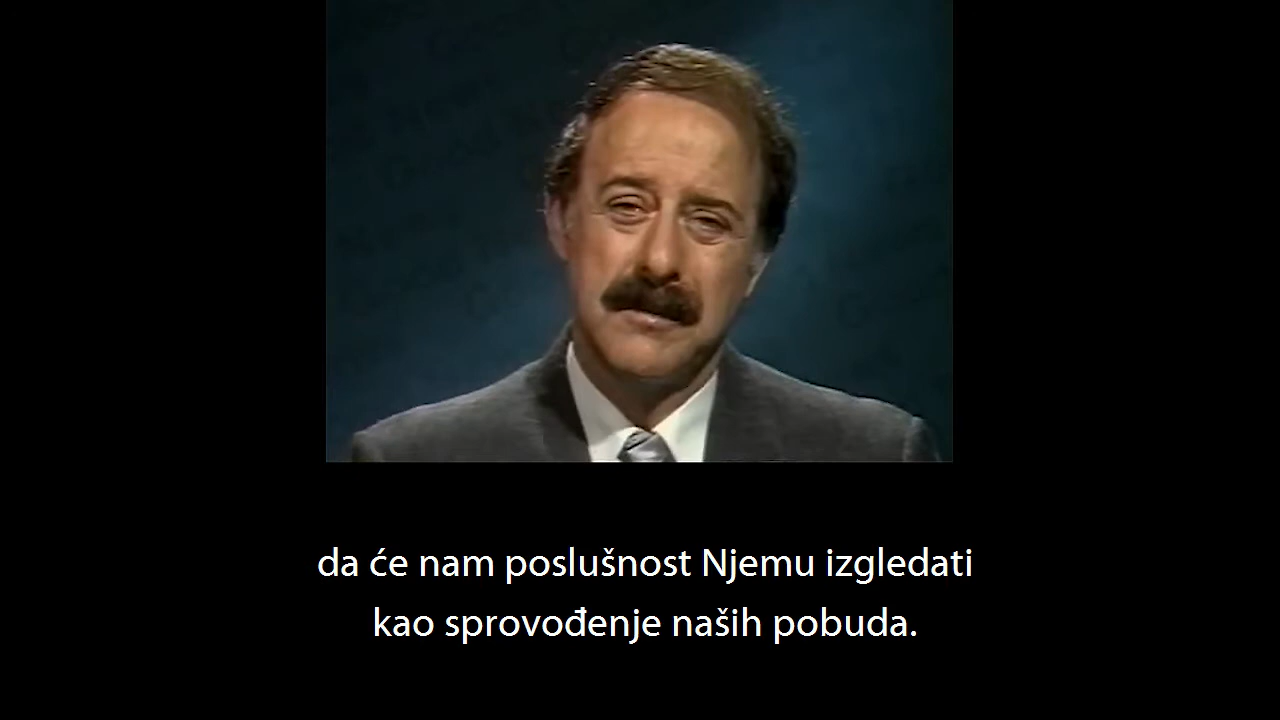 da će nam poslušnost Njemu izgledati
kao sprovođenje naših pobuda.